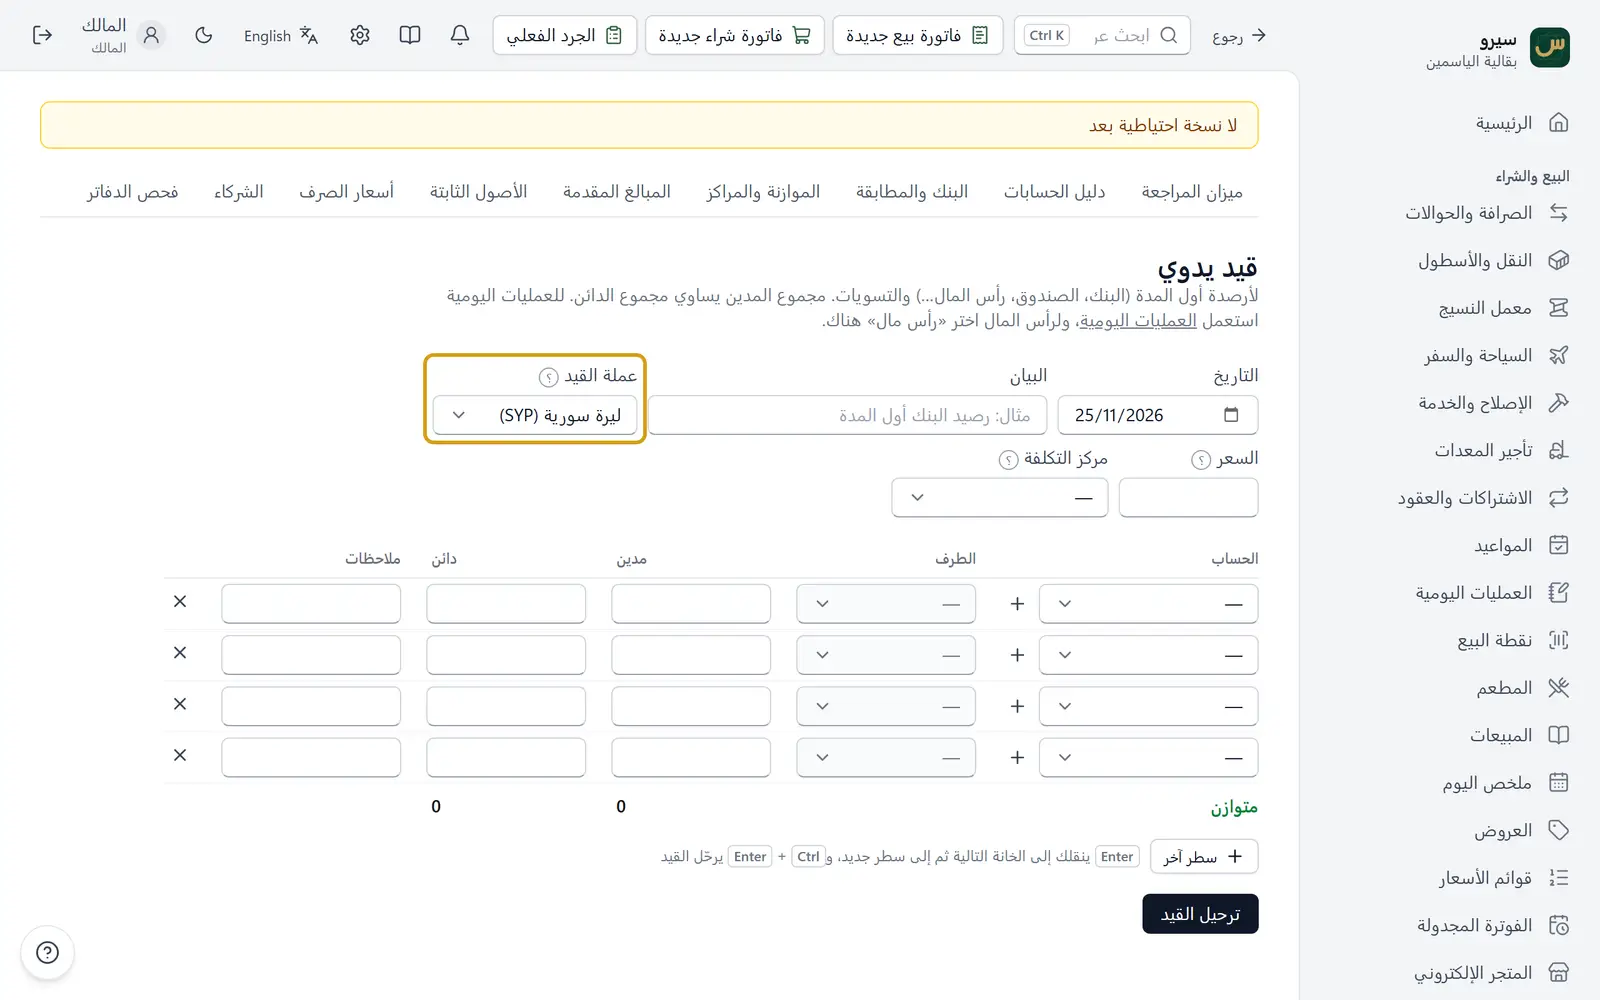 س
سيرو
بقالية الياسمين
رجوع
ابحث عن
Ctrl K
فاتورة بيع جديدة
فاتورة شراء جديدة
الجرد الفعلي
English
المالك
المالك
الرئيسية
البيع والشراء
الصرافة والحوالات
النقل والأسطول
معمل النسيج
السياحة والسفر
الإصلاح والخدمة
تأجير المعدات
الاشتراكات والعقود
المواعيد
العمليات اليومية
نقطة البيع
المطعم
المبيعات
ملخص اليوم
العروض
قوائم الأسعار
الفوترة المجدولة
المتجر الإلكتروني
لا نسخة احتياطية بعد
ميزان المراجعة
دليل الحسابات
البنك والمطابقة
الموازنة والمراكز
المبالغ المقدمة
الأصول الثابتة
أسعار الصرف
الشركاء
فحص الدفاتر
قيد يدوي
لأرصدة أول المدة (البنك، الصندوق، رأس المال...) والتسويات. مجموع المدين يساوي مجموع الدائن. للعمليات اليومية
استعمل العمليات اليومية، ولرأس المال اختر «رأس مال» هناك.
التاريخ
البيان
عملة القيد ؟
25/11/2026
مثال: رصيد البنك أول المدة
ليرة سورية (SYP)
السعر ؟
مركز التكلفة ؟
—
الحساب
الطرف
مدين
دائن
ملاحظات
— + —
— + —
— + —
— + —
متوازن
0
0
+ سطر آخر
Enter ينقلك إلى الخانة التالية ثم إلى سطر جديد، وCtrl + Enter يرحّل القيد
ترحيل القيد